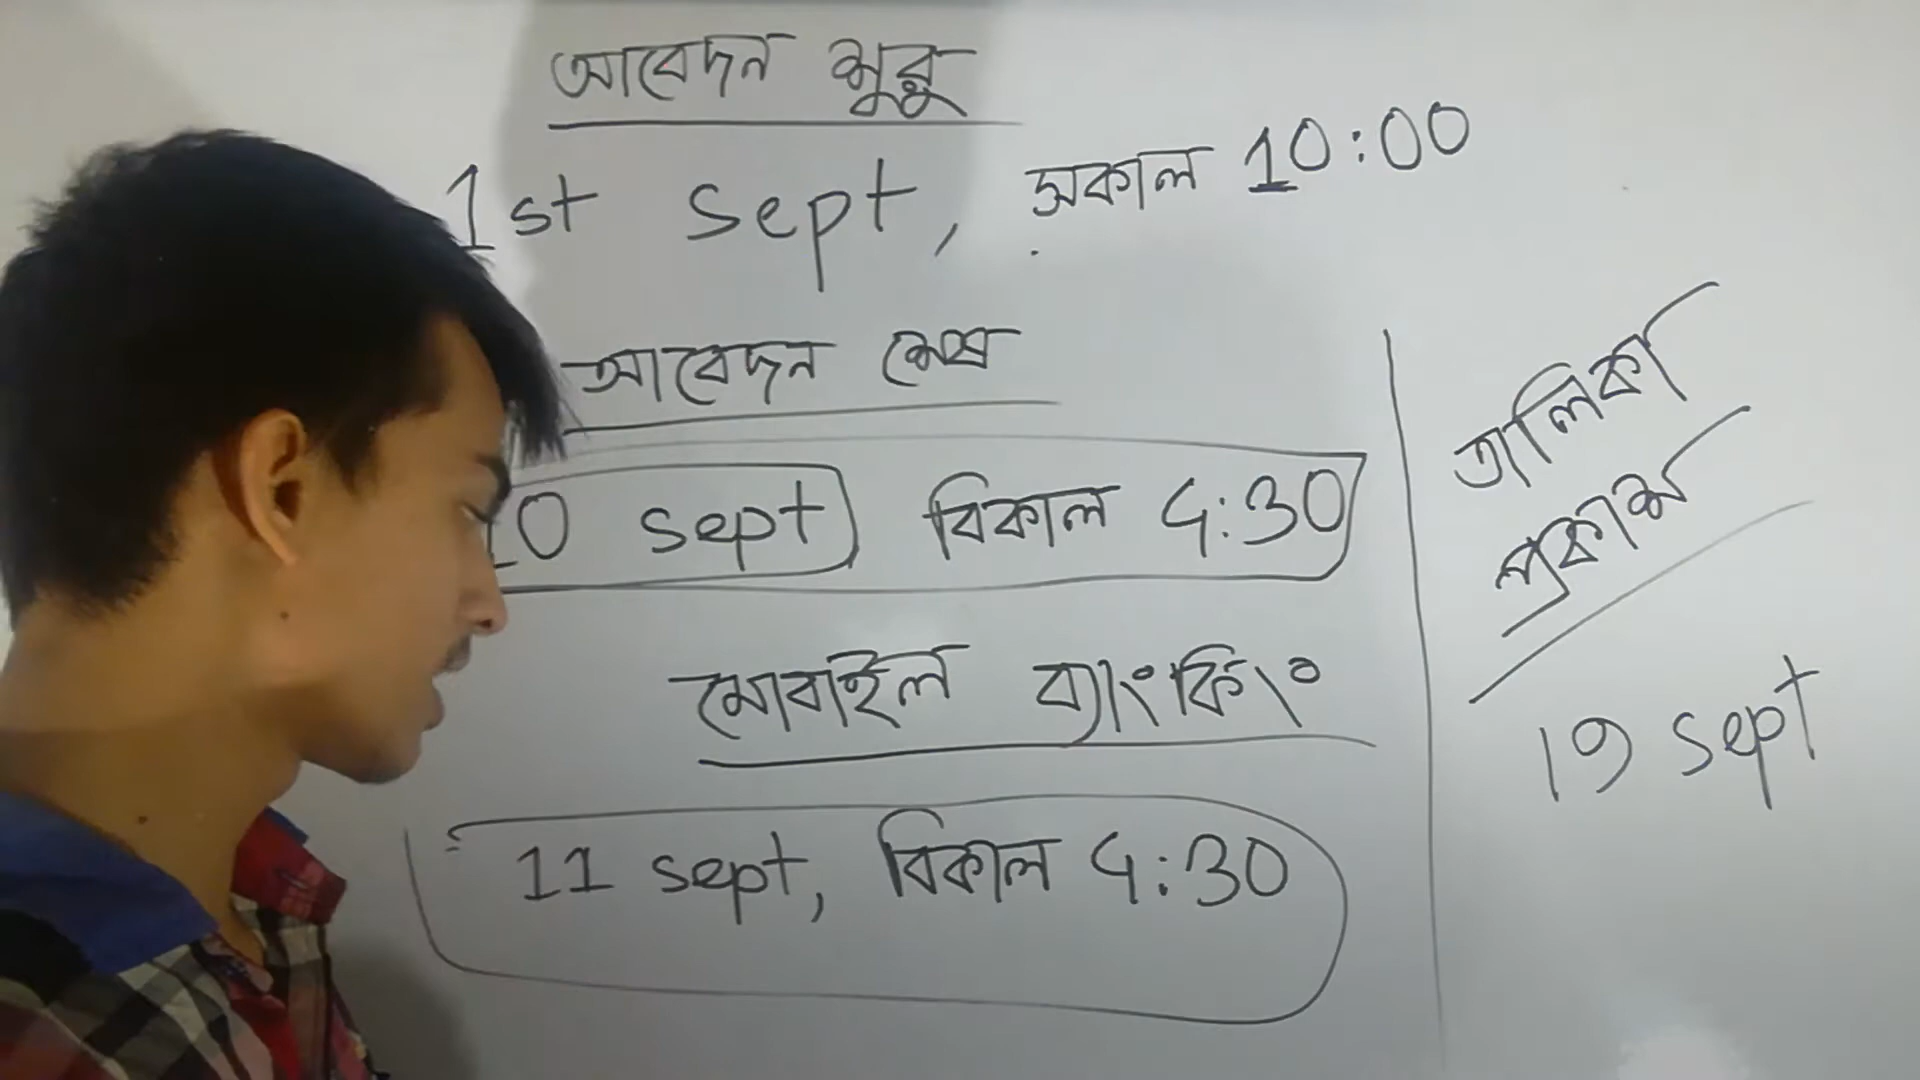 আবেদন শুরু
1st sept, সকাল 10:00
আবেদন শেষ
10 sept বিকাল 4:30
মোবাইল ব্যাংকিং
11 sept, বিকাল 4:30
তালিকা
প্রকাশ
19 sept